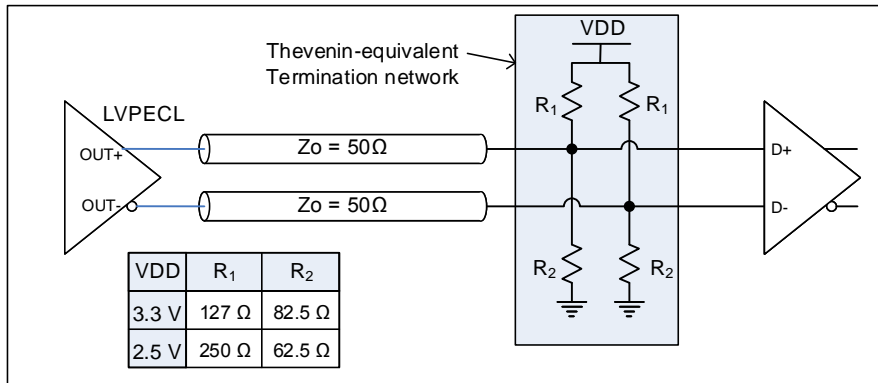 VDD
Thevenin-equivalent
Termination network
R1 R1
LVPECL
OUT+ Zo = 50Ω D+
OUT- Zo = 50Ω D-
R2 R2
VDD R1 R2
3.3 V 127 Ω 82.5 Ω
2.5 V 250 Ω 62.5 Ω